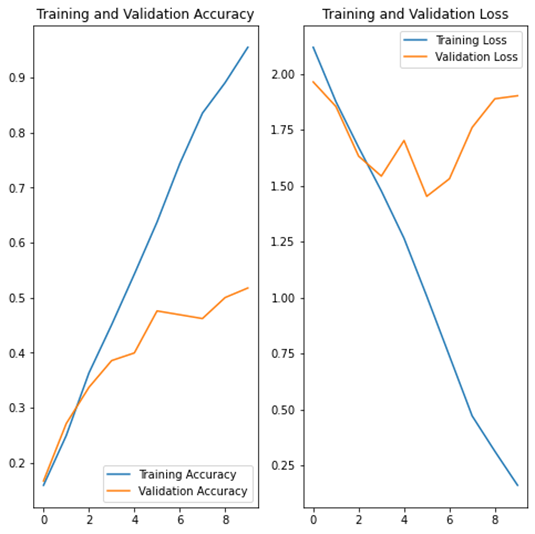 Training and Validation Accuracy
0.9
0.8
0.7
0.6
0.5
0.4
0.3
0.2
Training Accuracy
Validation Accuracy
0 2 4 6 8
Training and Validation Loss
Training Loss
Validation Loss
2.00
1.75
1.50
1.25
1.00
0.75
0.50
0.25
0 2 4 6 8